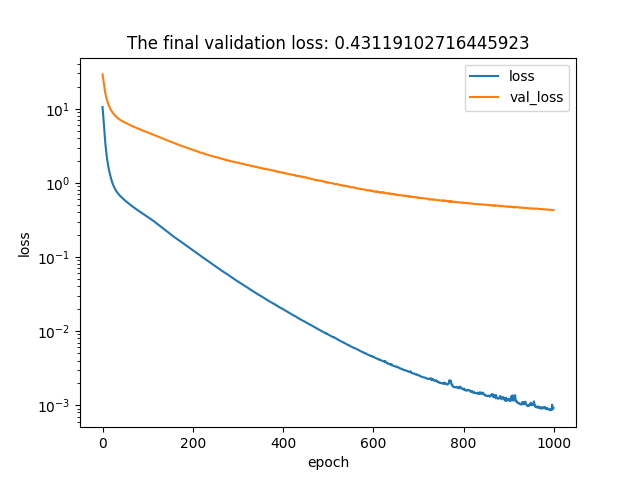 The final validation loss: 0.43119102716445923
loss
val_loss
10¹
10⁰
10⁻¹
10⁻²
10⁻³
loss
0 200 400 600 800 1000
epoch